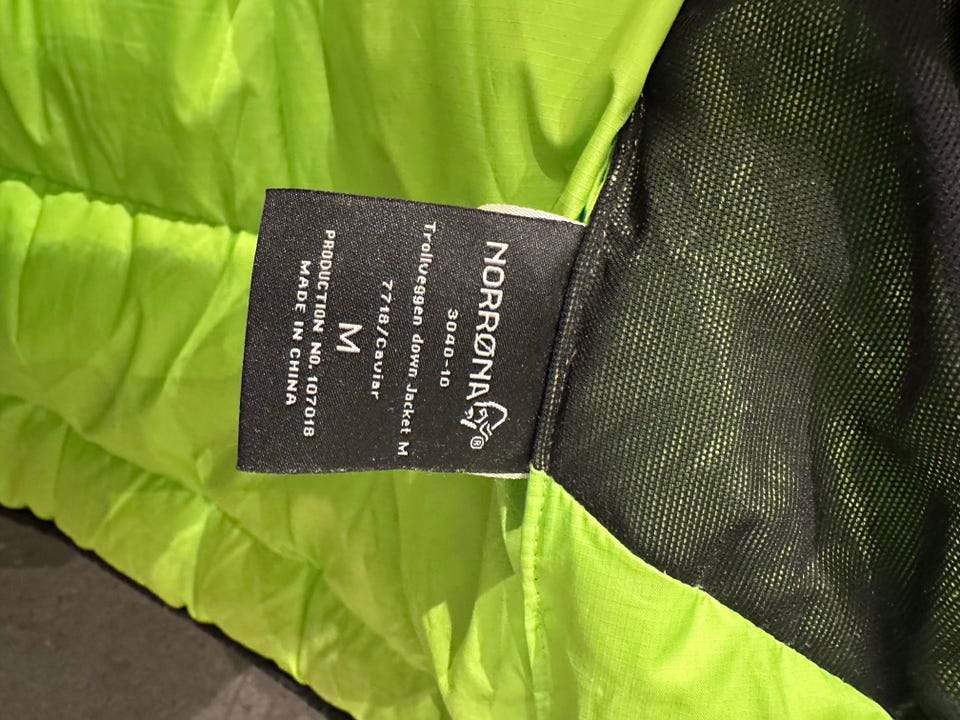 NORRØNA®
3040-10
Trollveggen down Jacket M
7718/Caviar
M
PRODUCTION NO. 107018
MADE IN CHINA